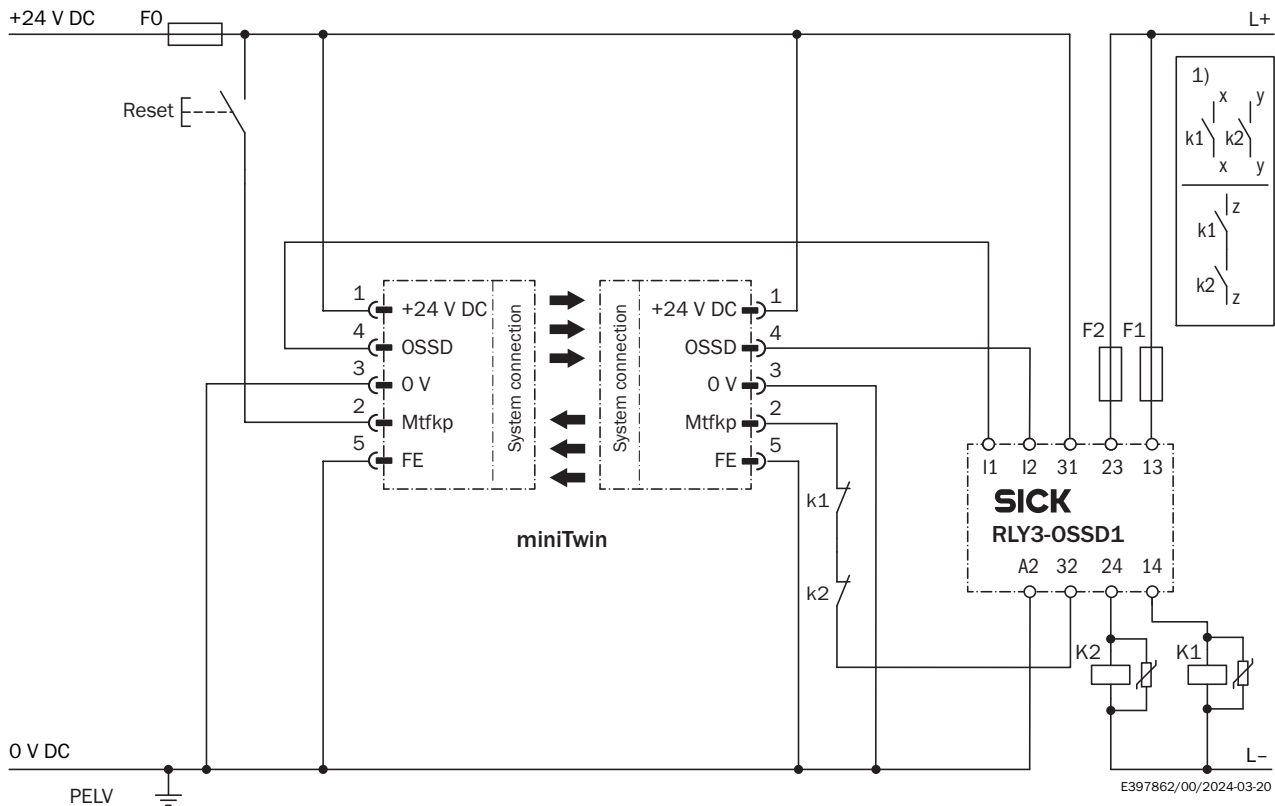 +24 V DC
F0
L+
Reset
1)
x
y
k1
k2
x
y
z
k1
k2
z
1
+24 V DC
4
OSSD
3
0 V
2
Mtfkp
5
FE
System connection
System connection
+24 V DC
1
OSSD
4
0 V
3
Mtfkp
2
FE
5
miniTwin
k1
k2
F2
F1
I1
I2
31
23
13
SICK
RLY3-OSSD1
A2
32
24
14
K2
K1
0 V DC
L–
PELV
E397862/00/2024-03-20